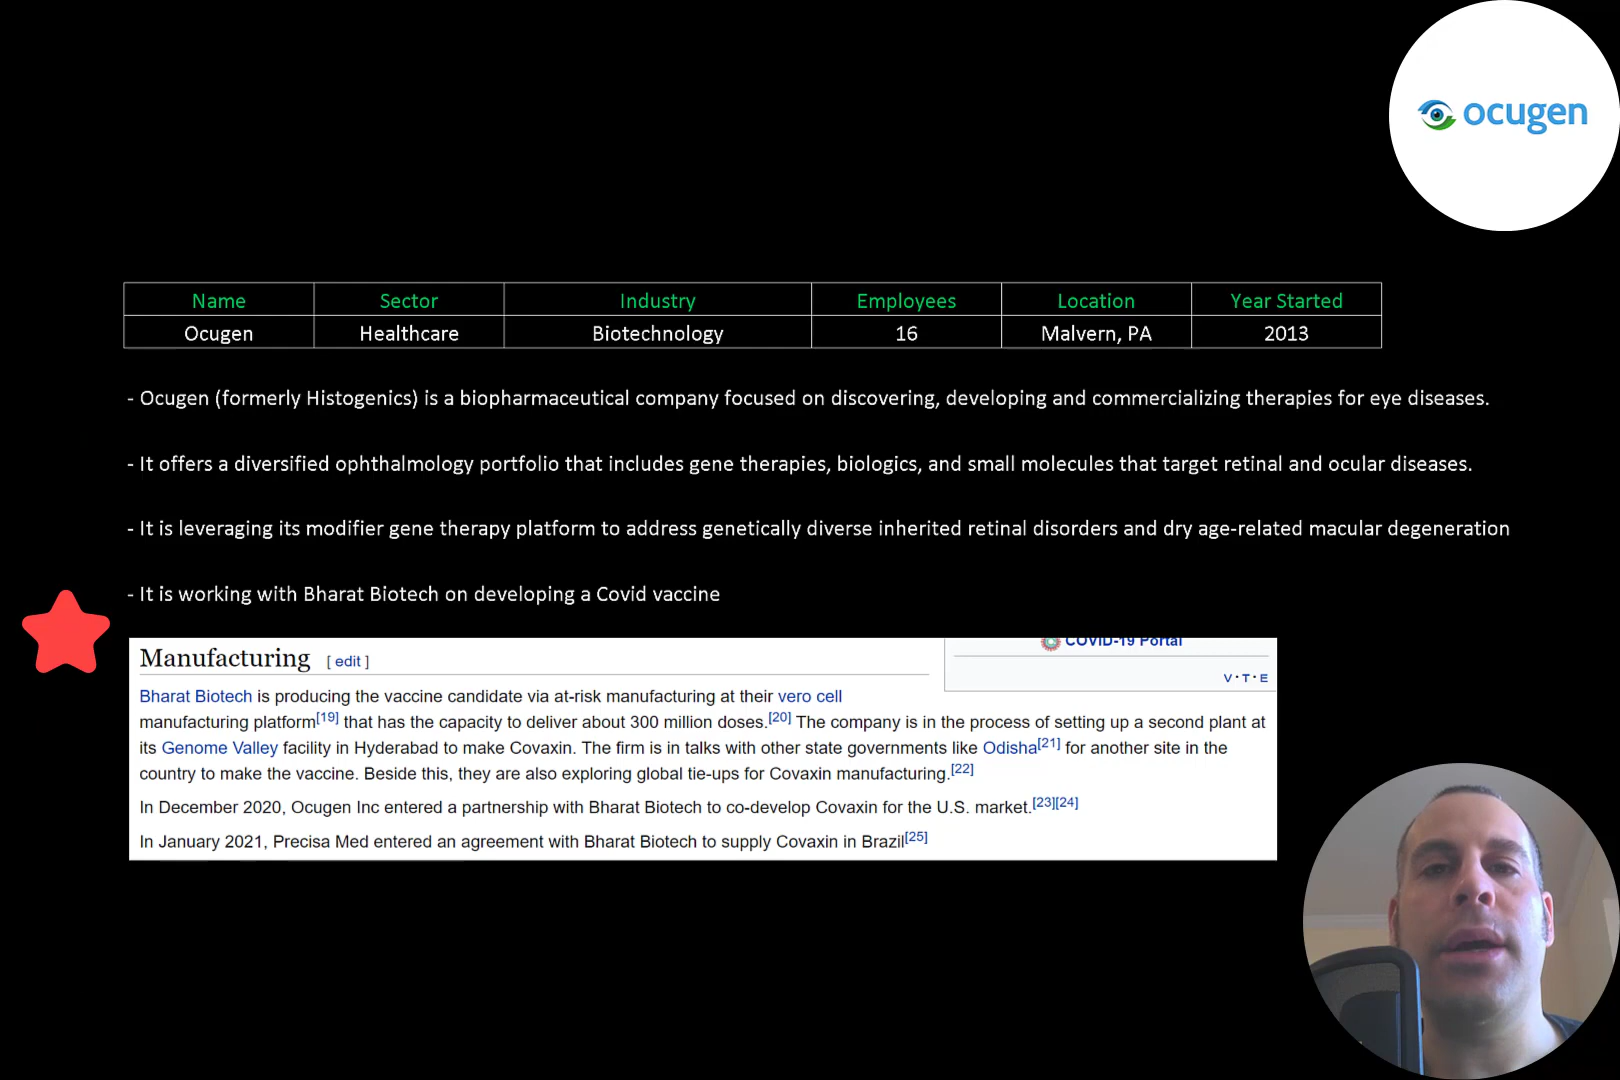 ocugen
Name Sector Industry Employees Location Year Started
Ocugen Healthcare Biotechnology 16 Malvern, PA 2013
- Ocugen (formerly Histogenics) is a biopharmaceutical company focused on discovering, developing and commercializing therapies for eye diseases.
- It offers a diversified ophthalmology portfolio that includes gene therapies, biologics, and small molecules that target retinal and ocular diseases.
- It is leveraging its modifier gene therapy platform to address genetically diverse inherited retinal disorders and dry age-related macular degeneration
- It is working with Bharat Biotech on developing a Covid vaccine
COVID-19 Portal
Manufacturing [ edit ]
V·T·E
Bharat Biotech is producing the vaccine candidate via at-risk manufacturing at their vero cell
manufacturing platform[19] that has the capacity to deliver about 300 million doses.[20] The company is in the process of setting up a second plant at
its Genome Valley facility in Hyderabad to make Covaxin. The firm is in talks with other state governments like Odisha[21] for another site in the
country to make the vaccine. Beside this, they are also exploring global tie-ups for Covaxin manufacturing.[22]
In December 2020, Ocugen Inc entered a partnership with Bharat Biotech to co-develop Covaxin for the U.S. market.[23][24]
In January 2021, Precisa Med entered an agreement with Bharat Biotech to supply Covaxin in Brazil[25]